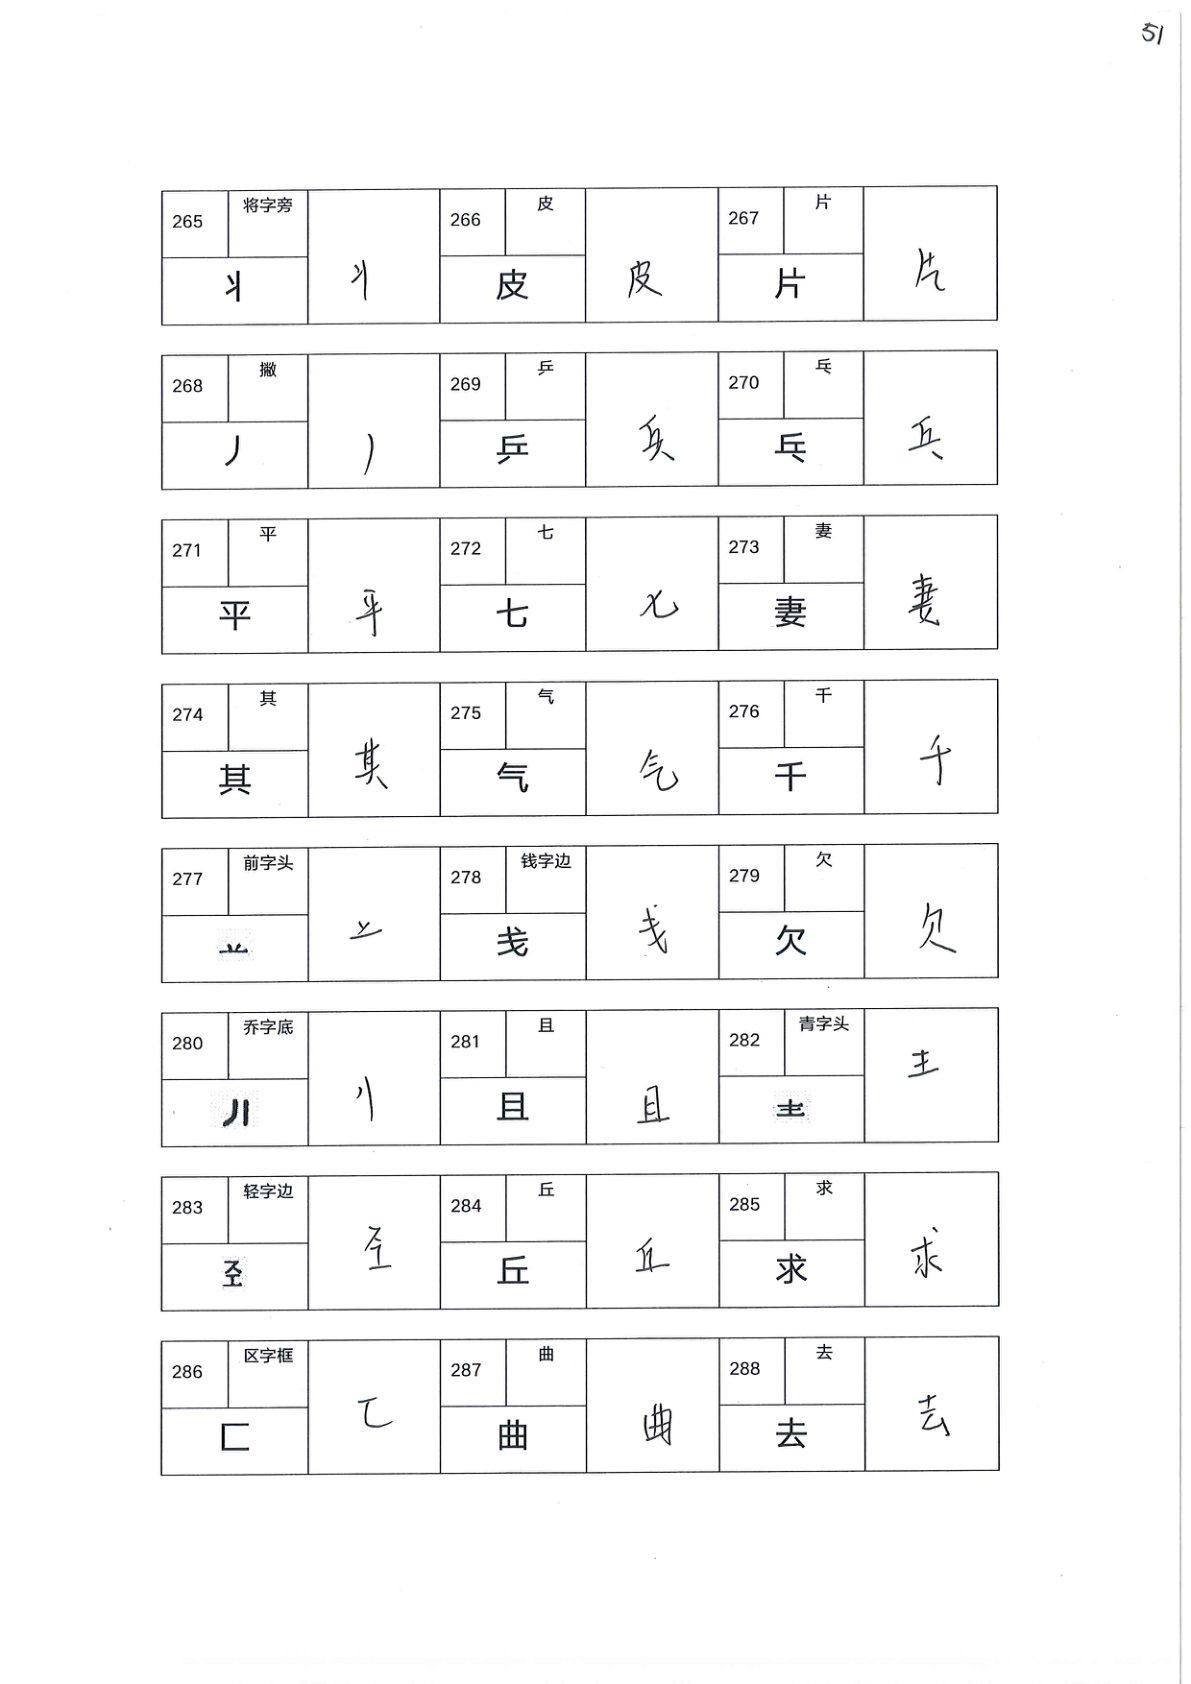 51
265 将字旁 266 皮 267 片
丬 丬 皮 皮 片 片
268 撇 269 乒 270 乓
丿 丿 乒 兵 乓 乓
271 平 272 七 273 妻
平 平 七 七 妻 妻
274 其 275 气 276 千
其 其 气 气 千 千
277 前字头 278 钱字边 279 欠
䒑 䒑 戋 戋 欠 欠
280 乔字底 281 且 282 青字头
丿丨 丿丨 且 且 龶 龶
283 轻字边 284 丘 285 求
𢀖 𢀖 丘 丘 求 求
286 区字框 287 曲 288 去
匚 匚 曲 曲 去 去